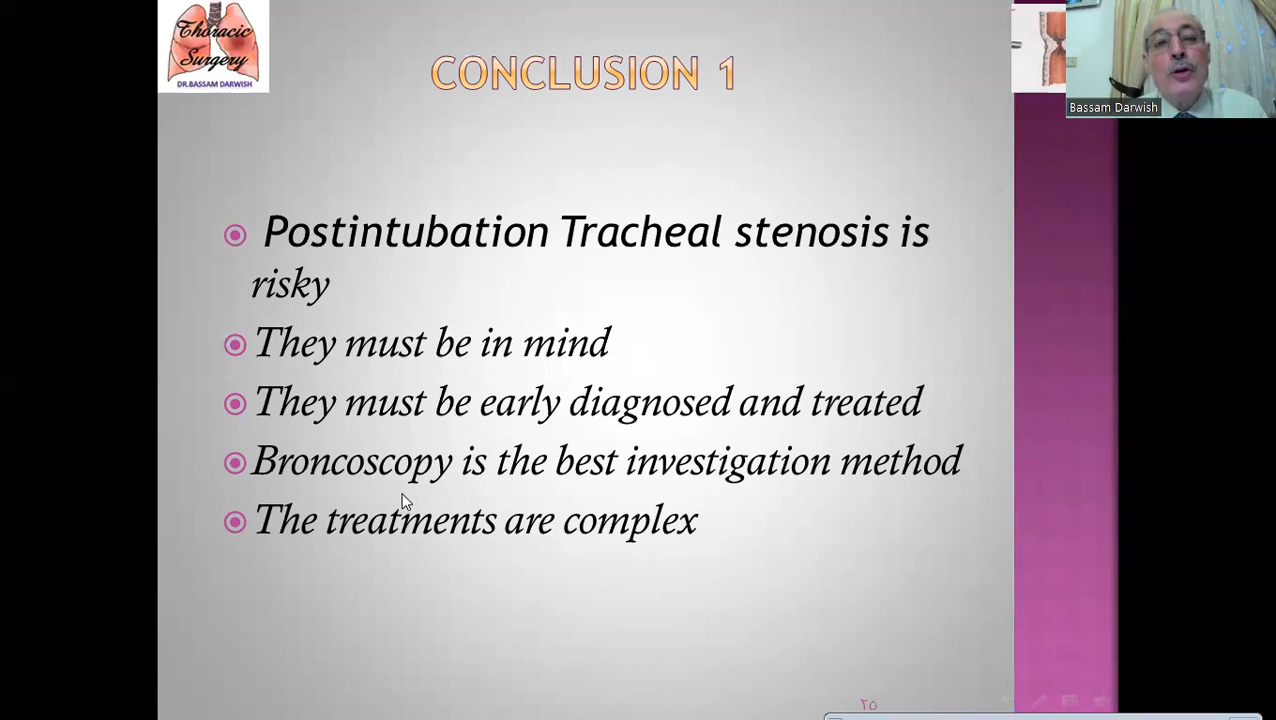 Thoracic
Surgery
DR.BASSAM DARWISH
CONCLUSION 1
Bassam Darwish
Postintubation Tracheal stenosis is
risky
They must be in mind
They must be early diagnosed and treated
Broncoscopy is the best investigation method
The treatments are complex
٢٥